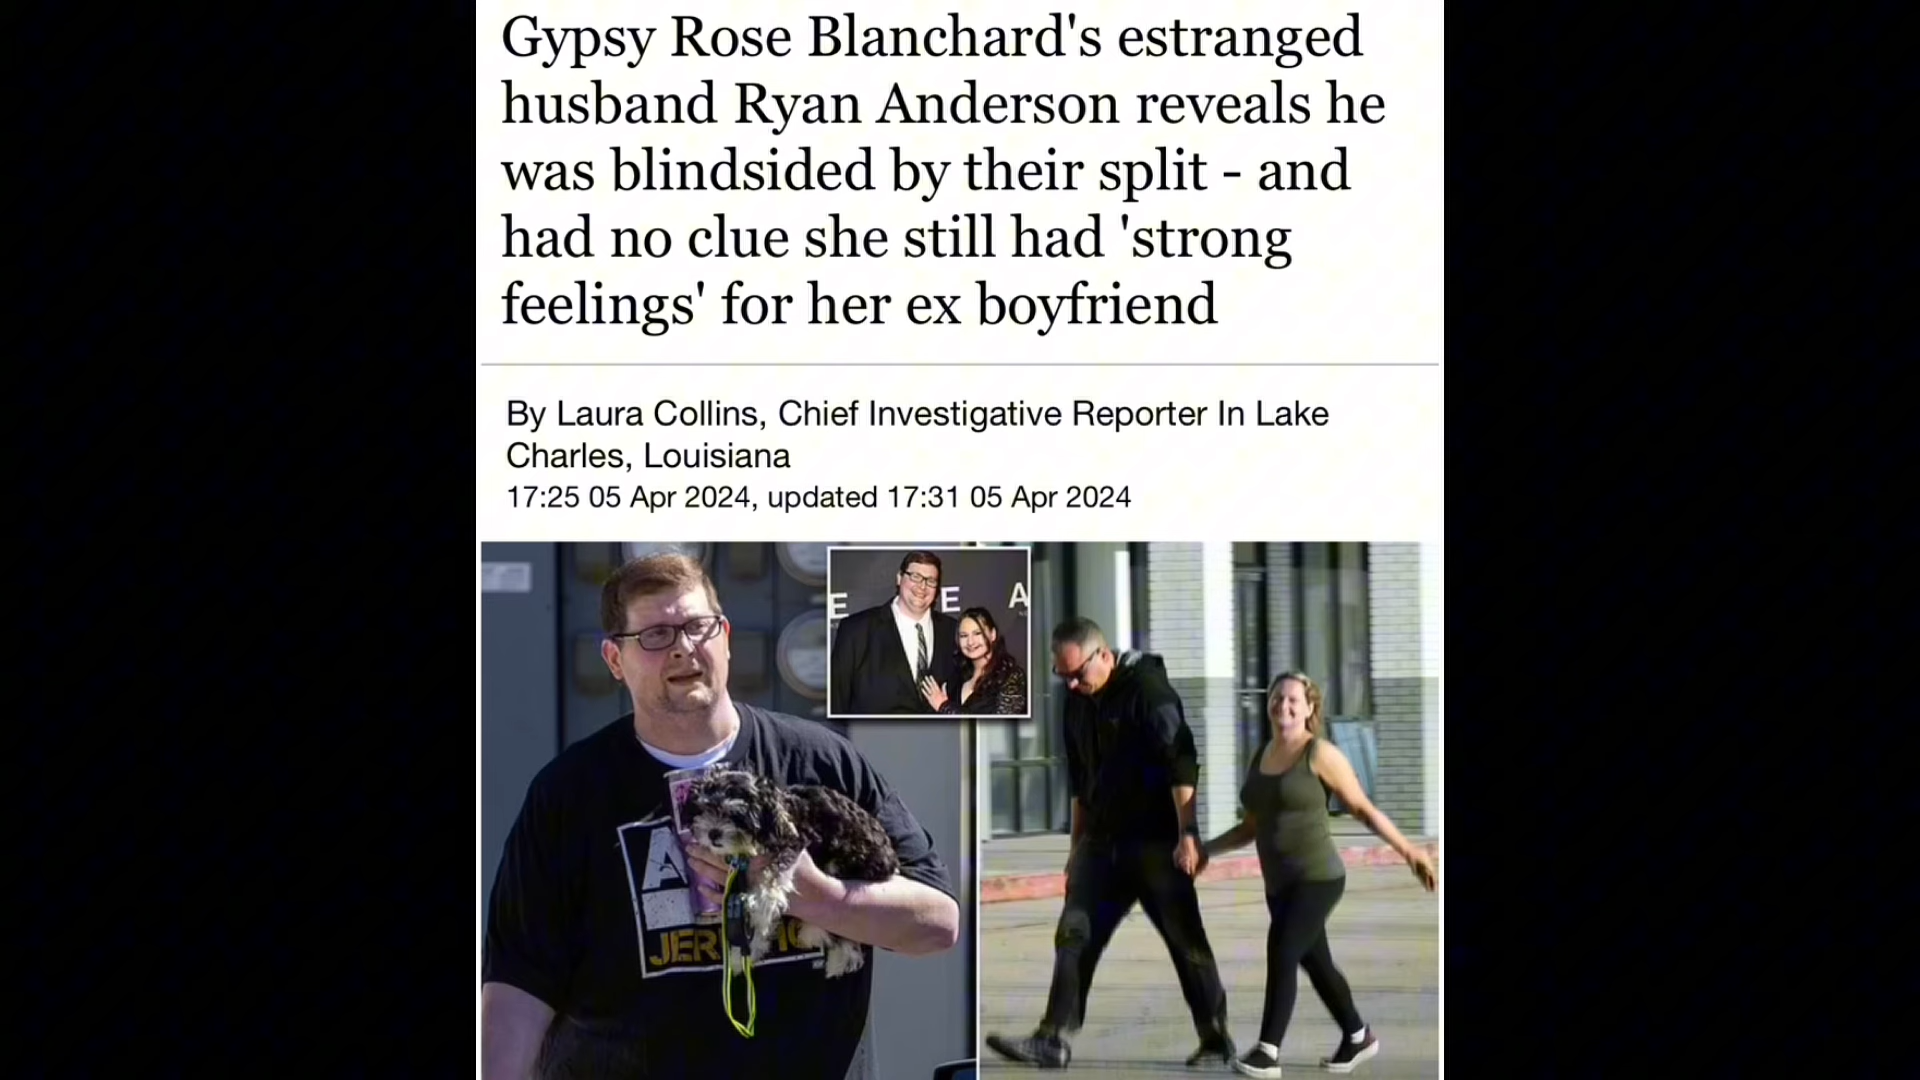 Gypsy Rose Blanchard's estranged
husband Ryan Anderson reveals he
was blindsided by their split - and
had no clue she still had 'strong
feelings' for her ex boyfriend
By Laura Collins, Chief Investigative Reporter In Lake
Charles, Louisiana
17:25 05 Apr 2024, updated 17:31 05 Apr 2024
E E A